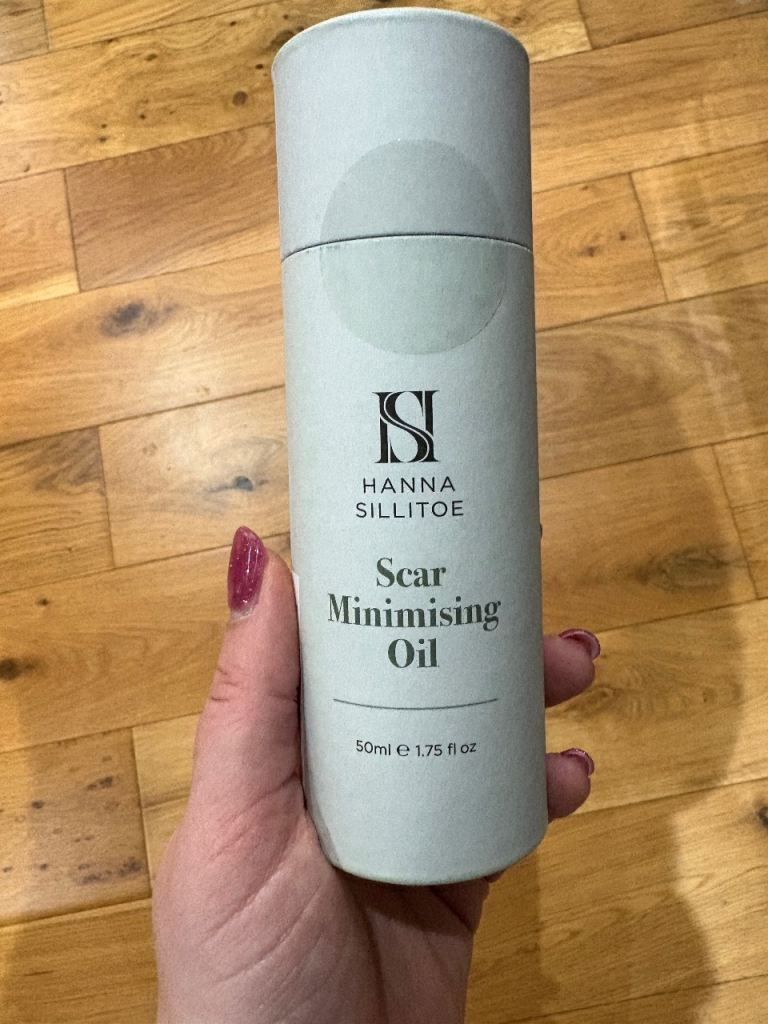 HS
HANNA
SILLITOE
Scar
Minimising
Oil
50ml ℮ 1.75 fl oz